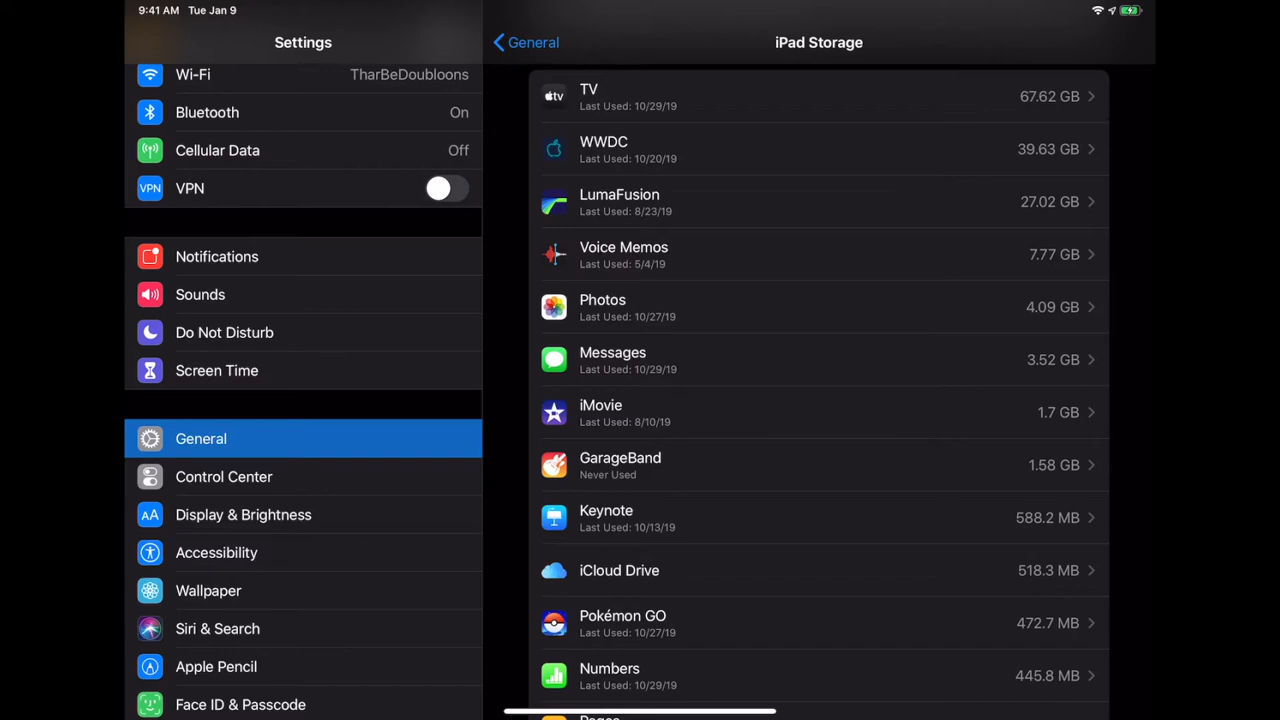 9:41 AM Tue Jan 9
Settings
Wi-Fi TharBeDoubloons
Bluetooth On
Cellular Data Off
VPN VPN
Notifications
Sounds
Do Not Disturb
Screen Time
General
Control Center
AA Display & Brightness
Accessibility
Wallpaper
Siri & Search
Apple Pencil
Face ID & Passcode
General
iPad Storage
tv TV 67.62 GB
Last Used: 10/29/19
WWDC 39.63 GB
Last Used: 10/20/19
LumaFusion 27.02 GB
Last Used: 8/23/19
Voice Memos 7.77 GB
Last Used: 5/4/19
Photos 4.09 GB
Last Used: 10/27/19
Messages 3.52 GB
Last Used: 10/29/19
iMovie 1.7 GB
Last Used: 8/10/19
GarageBand 1.58 GB
Never Used
Keynote 588.2 MB
Last Used: 10/13/19
iCloud Drive 518.3 MB
Pokémon GO 472.7 MB
Last Used: 10/27/19
Numbers 445.8 MB
Last Used: 10/29/19